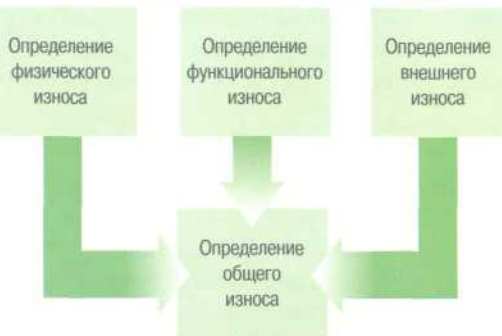 Определение
физического
износа
Определение
функционального
износа
Определение
внешнего
износа
Определение
общего
износа